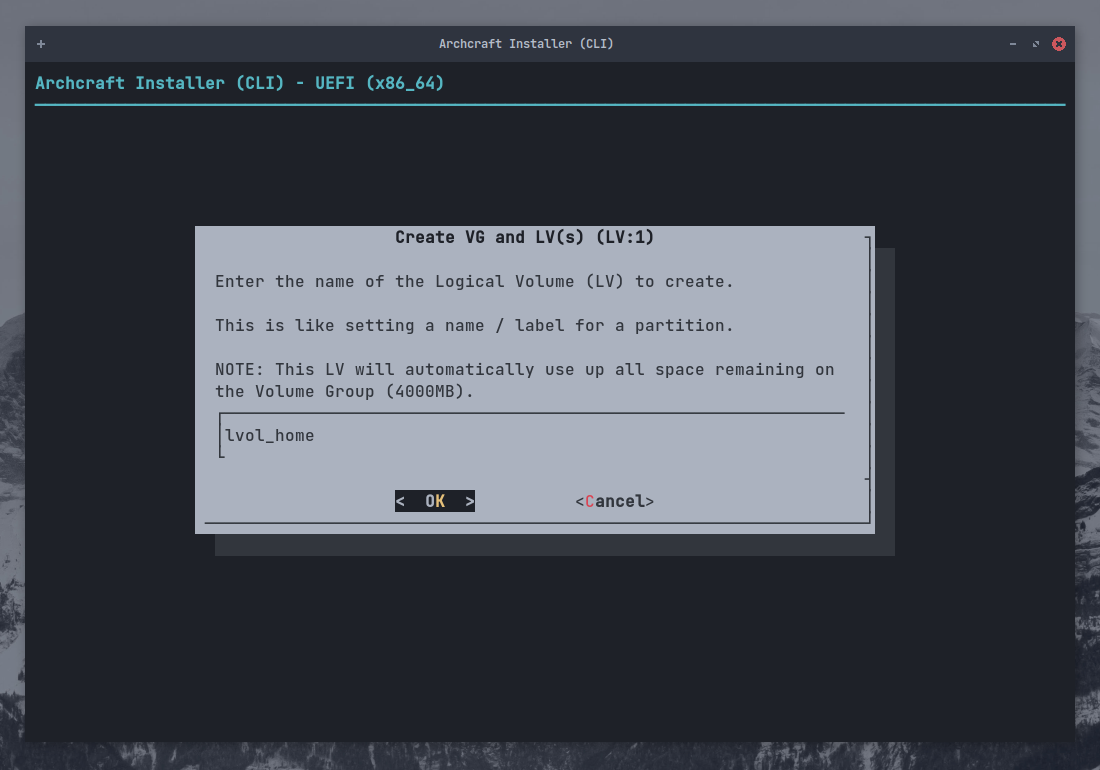 Archcraft Installer (CLI)
Archcraft Installer (CLI) - UEFI (x86_64)
Create VG and LV(s) (LV:1)
Enter the name of the Logical Volume (LV) to create.
This is like setting a name / label for a partition.
NOTE: This LV will automatically use up all space remaining on
the Volume Group (4000MB).
lvol_home
<  OK  > <Cancel>